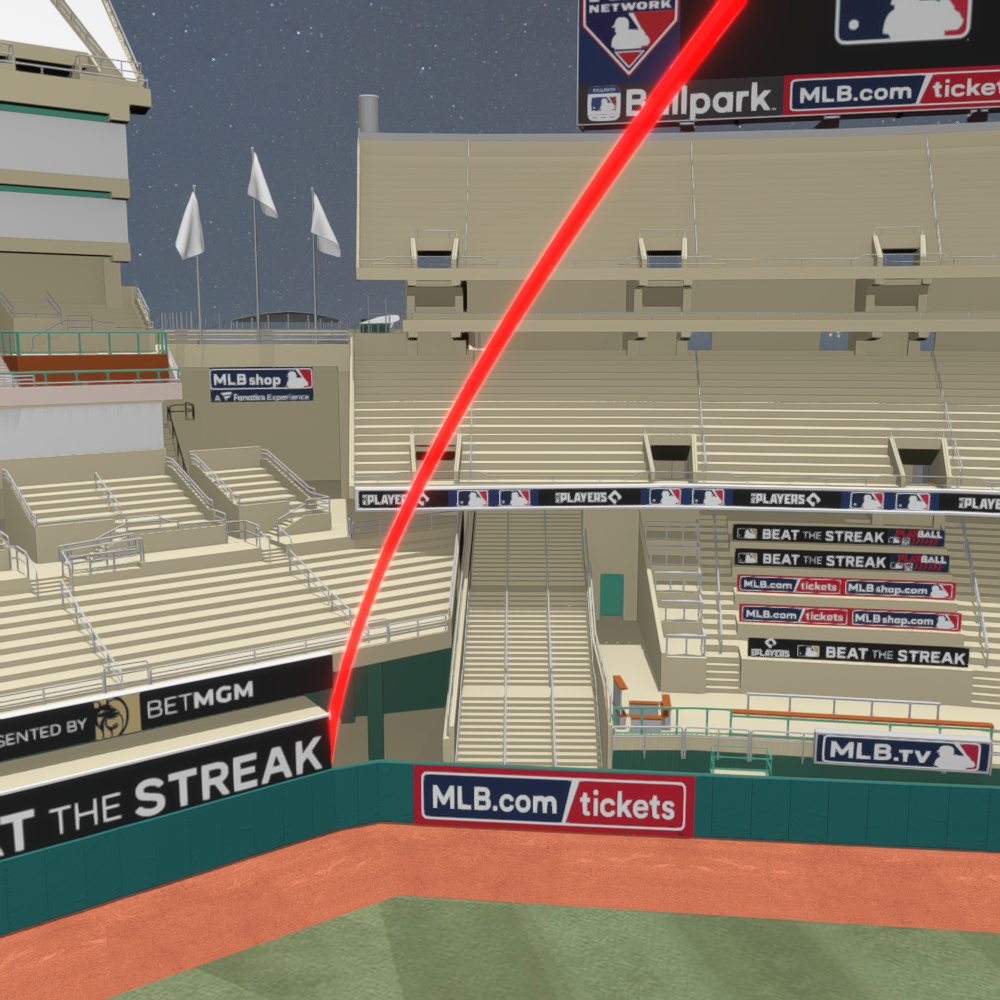 NETWORK
Ballpark
MLB.com / ticket
MLB shop
Fanatics Experience
PLAYERS
PLAYERS
PLAYERS
PLAY
BEAT THE STREAK
BEAT THE STREAK
MLB.com / tickets MLBshop.com
MLB.com / tickets MLBshop.com
PLAYERS BEAT THE STREAK
SENTED BY BETMGM
AT THE STREAK
MLB.TV
MLB.com / tickets